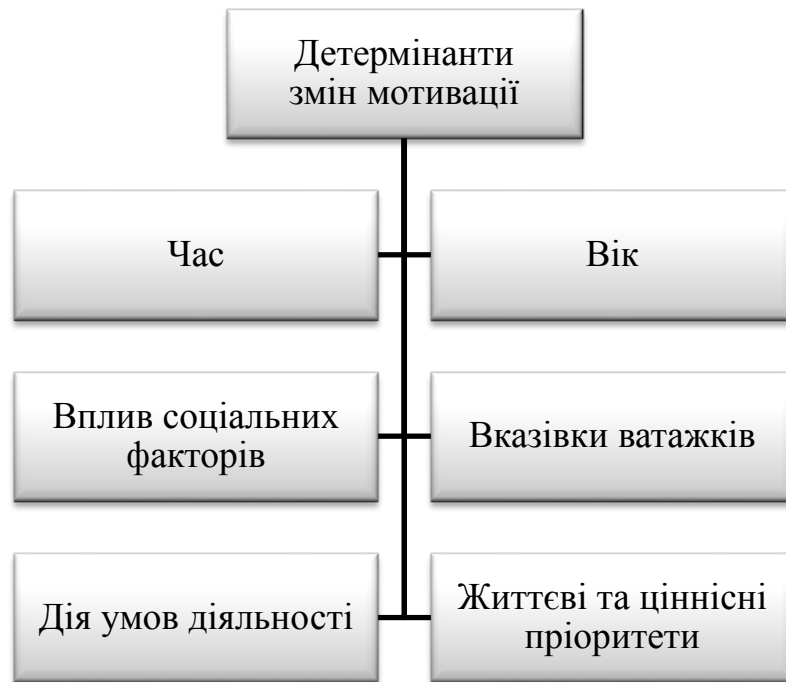 Детермінанти
змін мотивації
Час
Вік
Вплив соціальних
факторів
Вказівки ватажків
Дія умов діяльності
Життєві та ціннісні
пріоритети